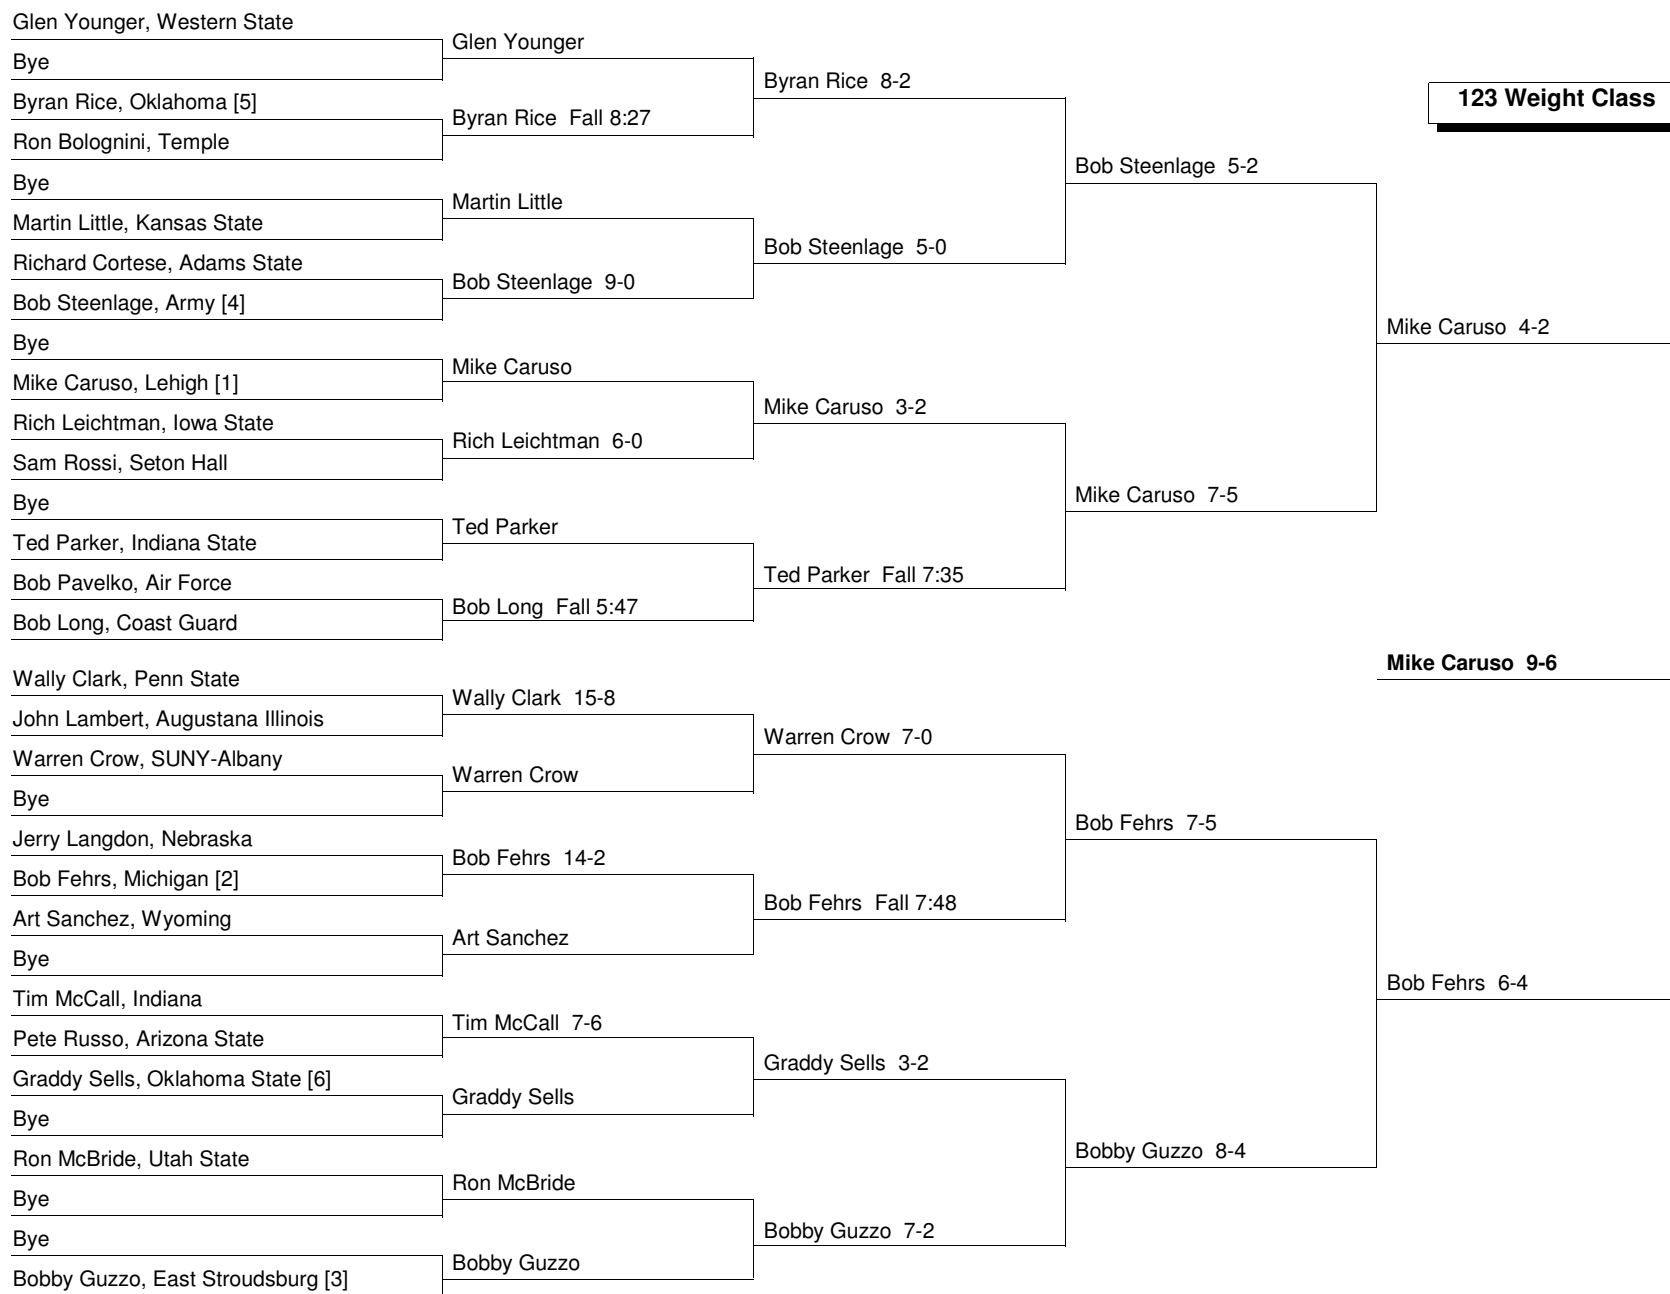 Glen Younger, Western State
Bye
Byran Rice, Oklahoma [5]
Ron Bolognini, Temple
Bye
Martin Little, Kansas State
Richard Cortese, Adams State
Bob Steenlage, Army [4]
Bye
Mike Caruso, Lehigh [1]
Rich Leichtman, Iowa State
Sam Rossi, Seton Hall
Bye
Ted Parker, Indiana State
Bob Pavelko, Air Force
Bob Long, Coast Guard
Wally Clark, Penn State
John Lambert, Augustana Illinois
Warren Crow, SUNY-Albany
Bye
Jerry Langdon, Nebraska
Bob Fehrs, Michigan [2]
Art Sanchez, Wyoming
Bye
Tim McCall, Indiana
Pete Russo, Arizona State
Graddy Sells, Oklahoma State [6]
Bye
Ron McBride, Utah State
Bye
Bye
Bobby Guzzo, East Stroudsburg [3]
Glen Younger
Byran Rice Fall 8:27
Martin Little
Bob Steenlage 9-0
Mike Caruso
Rich Leichtman 6-0
Ted Parker
Bob Long Fall 5:47
Wally Clark 15-8
Warren Crow
Bob Fehrs 14-2
Art Sanchez
Tim McCall 7-6
Graddy Sells
Ron McBride
Bobby Guzzo
Byran Rice 8-2
Bob Steenlage 5-0
Mike Caruso 3-2
Ted Parker Fall 7:35
Warren Crow 7-0
Bob Fehrs Fall 7:48
Graddy Sells 3-2
Bobby Guzzo 7-2
Bob Steenlage 5-2
Mike Caruso 7-5
Bob Fehrs 7-5
Bobby Guzzo 8-4
123 Weight Class
Mike Caruso 4-2
Mike Caruso 9-6
Bob Fehrs 6-4